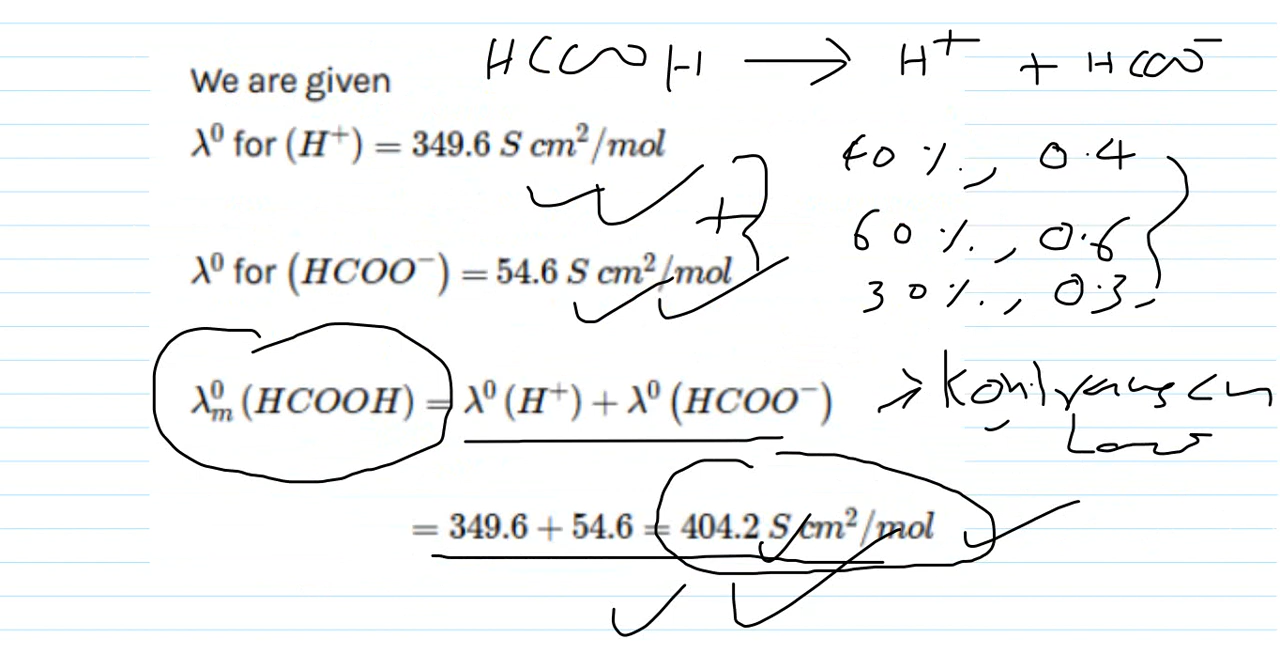 HCOOH ⟶ H⁺ + HCOO⁻
We are given
λ⁰ for (H⁺) = 349.6 S cm²/mol
40 %, 0.4
+
60 %, 0.6
λ⁰ for (HCOO⁻) = 54.6 S cm²/mol
30 %, 0.3
λ⁰ₘ (HCOOH) = λ⁰ (H⁺) + λ⁰ (HCOO⁻)
→ Kohlrauscn
Law
= 349.6 + 54.6 = 404.2 S cm²/mol